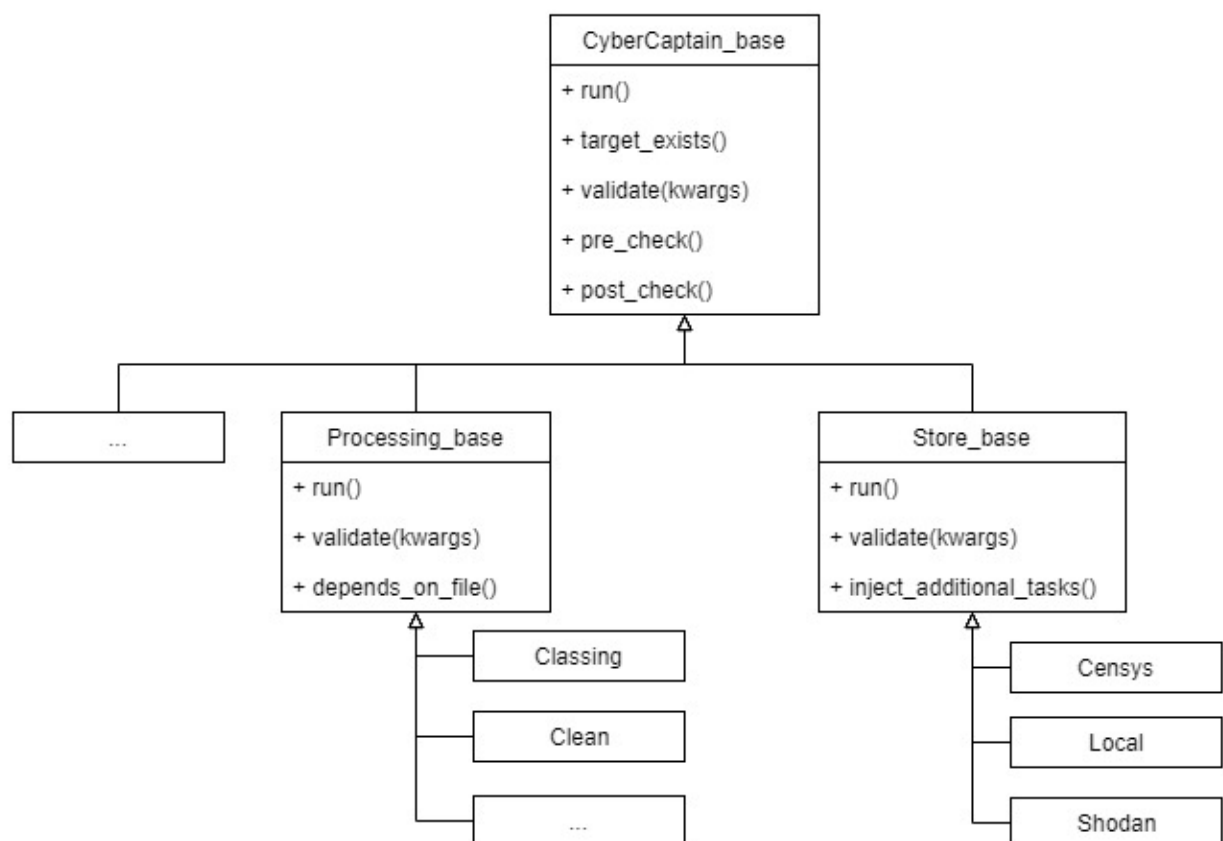 CyberCaptain_base
+ run()
+ target_exists()
+ validate(kwargs)
+ pre_check()
+ post_check()
...
Processing_base
+ run()
+ validate(kwargs)
+ depends_on_file()
Classing
Clean
...
Store_base
+ run()
+ validate(kwargs)
+ inject_additional_tasks()
Censys
Local
Shodan